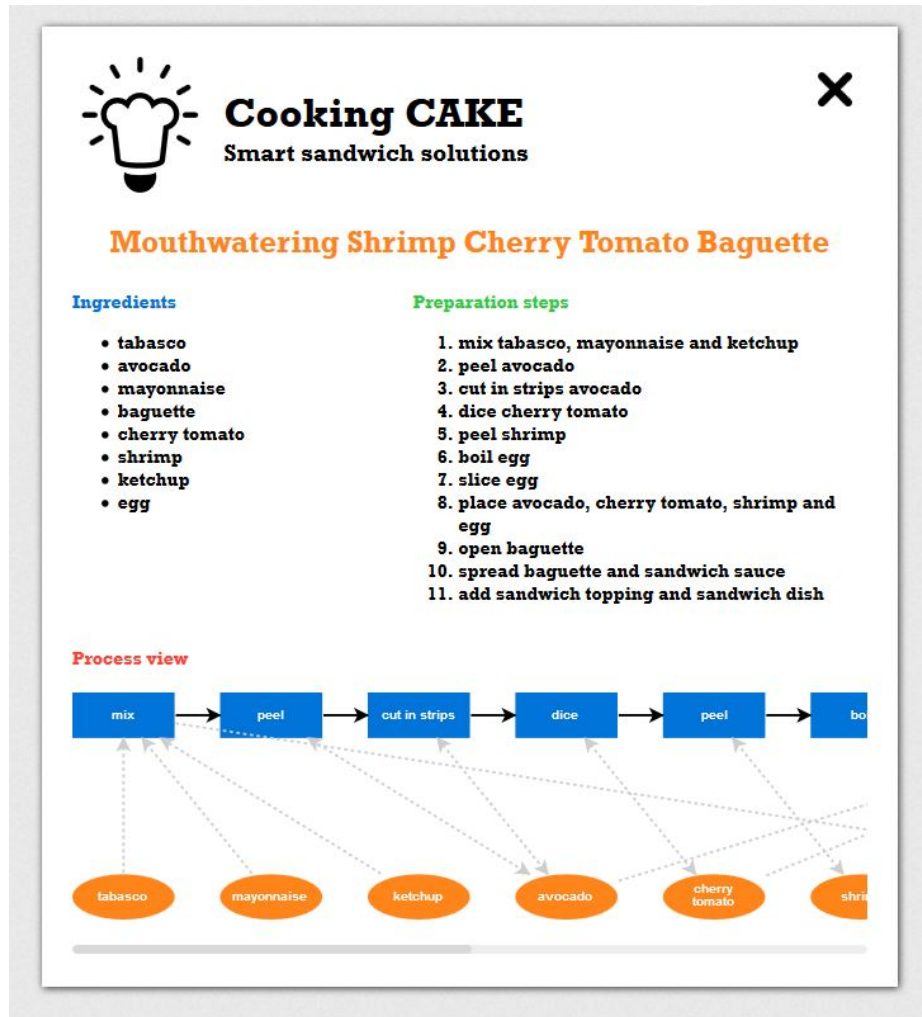 Cooking CAKE
Smart sandwich solutions
Mouthwatering Shrimp Cherry Tomato Baguette
Ingredients
• tabasco
• avocado
• mayonnaise
• baguette
• cherry tomato
• shrimp
• ketchup
• egg
Preparation steps
1. mix tabasco, mayonnaise and ketchup
2. peel avocado
3. cut in strips avocado
4. dice cherry tomato
5. peel shrimp
6. boil egg
7. slice egg
8. place avocado, cherry tomato, shrimp and
egg
9. open baguette
10. spread baguette and sandwich sauce
11. add sandwich topping and sandwich dish
Process view
mix
peel
cut in strips
dice
peel
tabasco
mayonnaise
ketchup
avocado
cherry
tomato